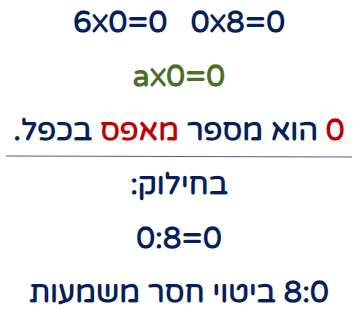 6x0=0   0x8=0
ax0=0
0 הוא מספר מאפס בכפל.
בחילוק:
0:8=0
8:0 ביטוי חסר משמעות